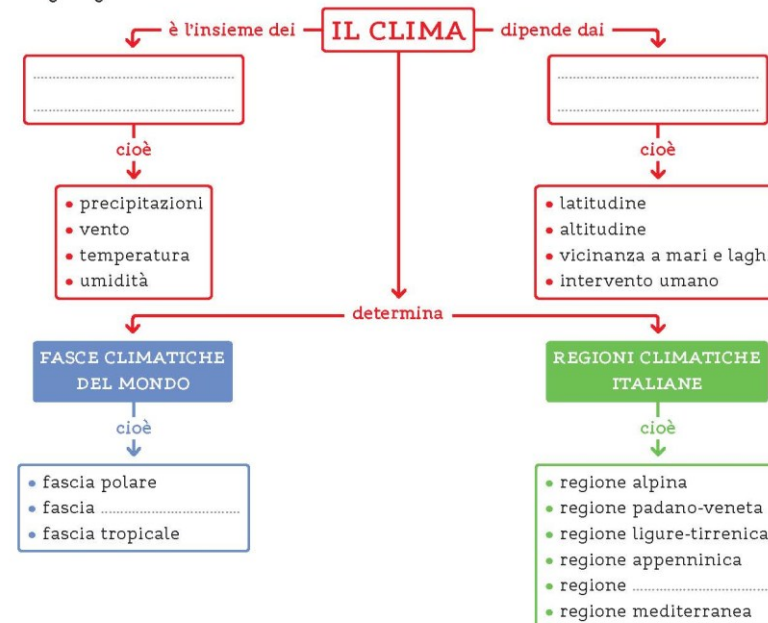 è l'insieme dei
IL CLIMA
dipende dai
cioè
cioè
• precipitazioni
• vento
• temperatura
• umidità
• latitudine
• altitudine
• vicinanza a mari e lagh
• intervento umano
determina
FASCE CLIMATICHE
DEL MONDO
REGIONI CLIMATICHE
ITALIANE
cioè
cioè
• fascia polare
• fascia ..............................
• fascia tropicale
• regione alpina
• regione padano-veneta
• regione ligure-tirrenica
• regione appenninica
• regione ..............................
• regione mediterranea